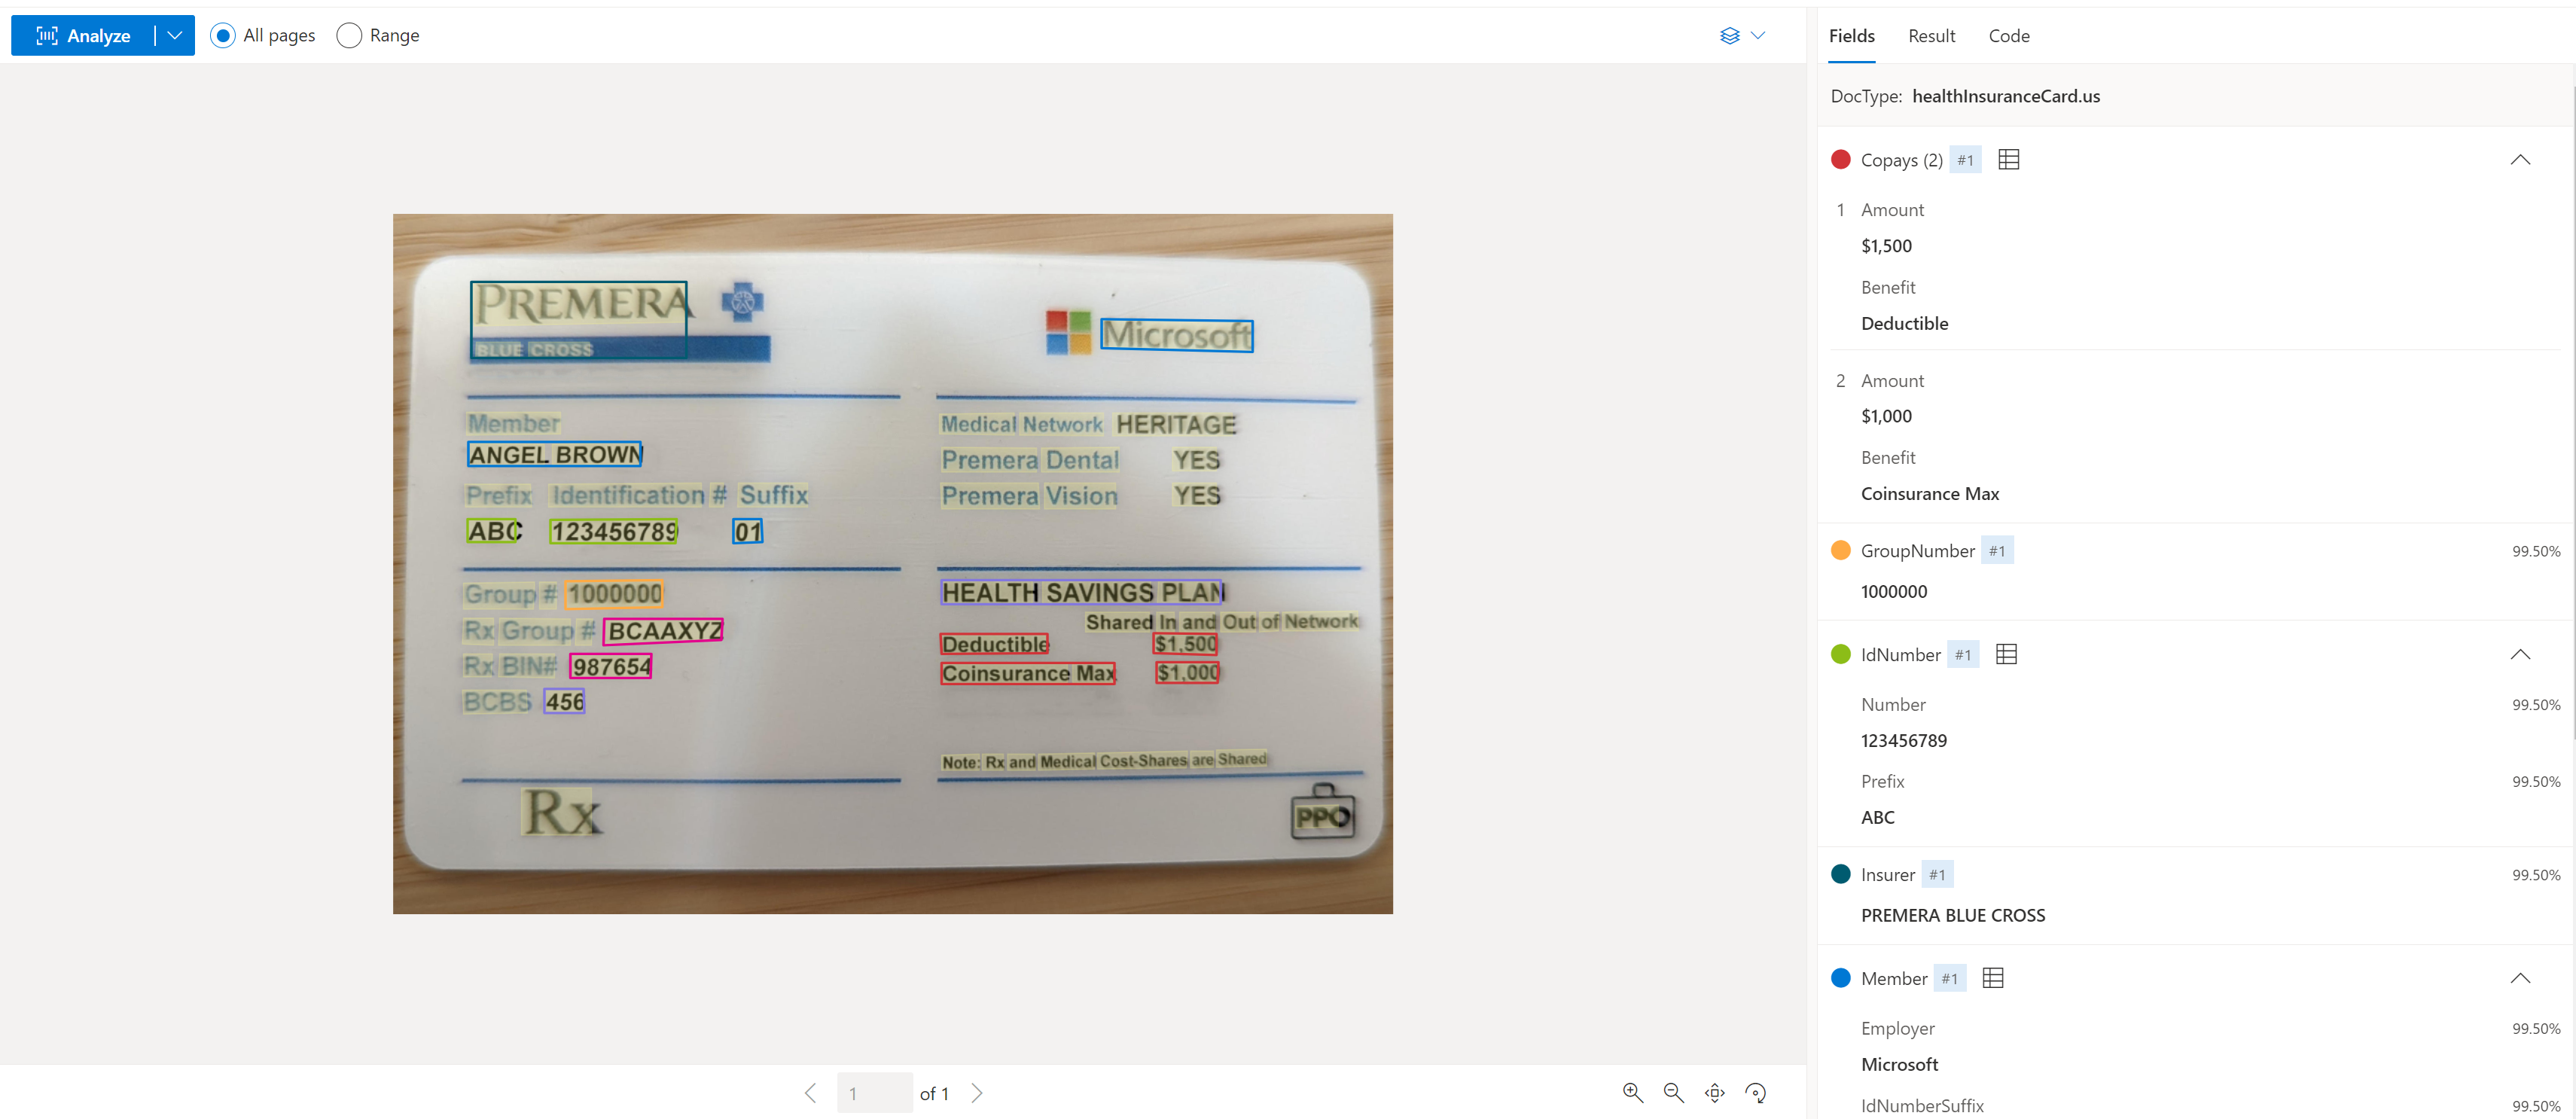 Analyze
All pages
Range
PREMERA
BLUE CROSS
Microsoft
Member
ANGEL BROWN
Prefix Identification # Suffix
ABC 123456789 01
Medical Network HERITAGE
Premera Dental YES
Premera Vision YES
Group # 1000000
Rx Group # BCAAXYZ
Rx BIN# 987654
BCBS 456
HEALTH SAVINGS PLAN
Shared In and Out of Network
Deductible $1,500
Coinsurance Max $1,000
Note: Rx and Medical Cost-Shares are Shared
Rx
PPO
1 of 1
Fields Result Code
DocType: healthInsuranceCard.us
Copays (2) #1
1 Amount
$1,500
Benefit
Deductible
2 Amount
$1,000
Benefit
Coinsurance Max
GroupNumber #1 99.50%
1000000
IdNumber #1
Number 99.50%
123456789
Prefix 99.50%
ABC
Insurer #1 99.50%
PREMERA BLUE CROSS
Member #1
Employer 99.50%
Microsoft
IdNumberSuffix 99.50%